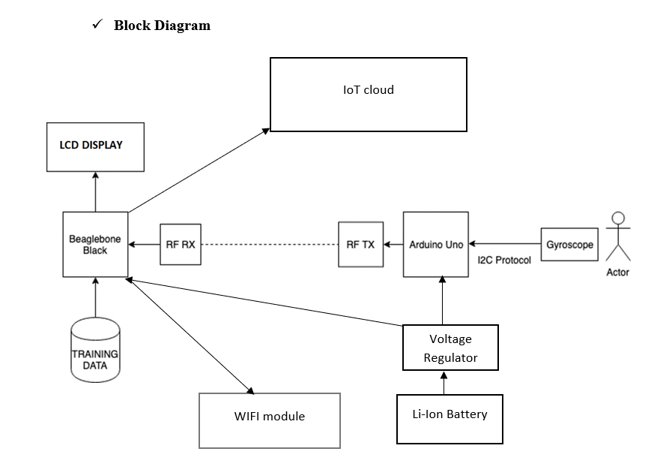 ✓ Block Diagram
IoT cloud
LCD DISPLAY
Beaglebone
Black
RF RX
RF TX
Arduino Uno
I2C Protocol
Gyroscope
Actor
TRAINING
DATA
Voltage
Regulator
WIFI module
Li-Ion Battery